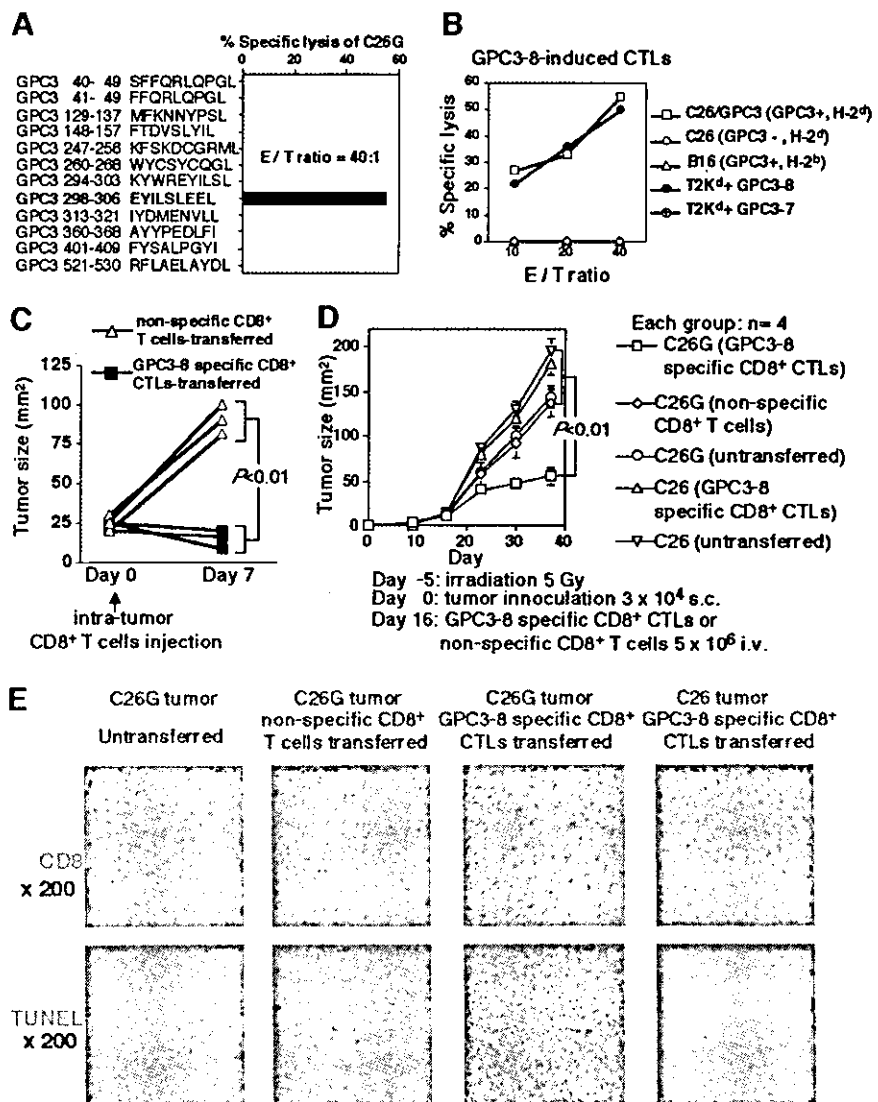 A
% Specific lysis of C26G
0 20 40 60
GPC3 40- 49 SFFQRLQPGL
GPC3 41- 49 FFQRLQPGL
GPC3 129-137 MFKNNYPSL
GPC3 148-157 FTDVSLYIL
GPC3 247-256 KFSKDCGRML
GPC3 260-268 WYCSYCQGL
GPC3 294-303 KYWREYILSL
GPC3 298-306 EYILSLEEL
GPC3 313-321 IYDMENVLL
GPC3 360-368 AYYPEDLFI
GPC3 401-409 FYSALPGYI
GPC3 521-530 RFLAELAYDL
E / T ratio = 40:1
B
GPC3-8-induced CTLs
% Specific lysis
60
50
40
30
20
10
0
10 20 40
E / T ratio
C26/GPC3 (GPC3+, H-2ᵈ)
C26 (GPC3 -, H-2ᵈ)
B16 (GPC3+, H-2ᵇ)
T2Kᵈ+ GPC3-8
T2Kᵈ+ GPC3-7
C
non-specific CD8⁺
T cells-transferred
GPC3-8 specific CD8⁺
CTLs-transferred
Tumor size (mm²)
125
100
75
50
25
0
P<0.01
Day 0 Day 7
intra-tumor
CD8⁺ T cells injection
D
Tumor size (mm²)
200
150
100
50
0
0 10 20 30 40
Day
P<0.01
Each group: n= 4
C26G (GPC3-8
specific CD8⁺ CTLs)
C26G (non-specific
CD8⁺ T cells)
C26G (untransferred)
C26 (GPC3-8
specific CD8⁺ CTLs)
C26 (untransferred)
Day -5: irradiation 5 Gy
Day 0: tumor innoculation 3 x 10⁴ s.c.
Day 16: GPC3-8 specific CD8⁺ CTLs or
non-specific CD8⁺ T cells 5 x 10⁶ i.v.
E
C26G tumor
Untransferred
C26G tumor
non-specific CD8⁺
T cells transferred
C26G tumor
GPC3-8 specific CD8⁺
CTLs transferred
C26 tumor
GPC3-8 specific CD8⁺
CTLs transferred
CD8
x 200
TUNEL
x 200